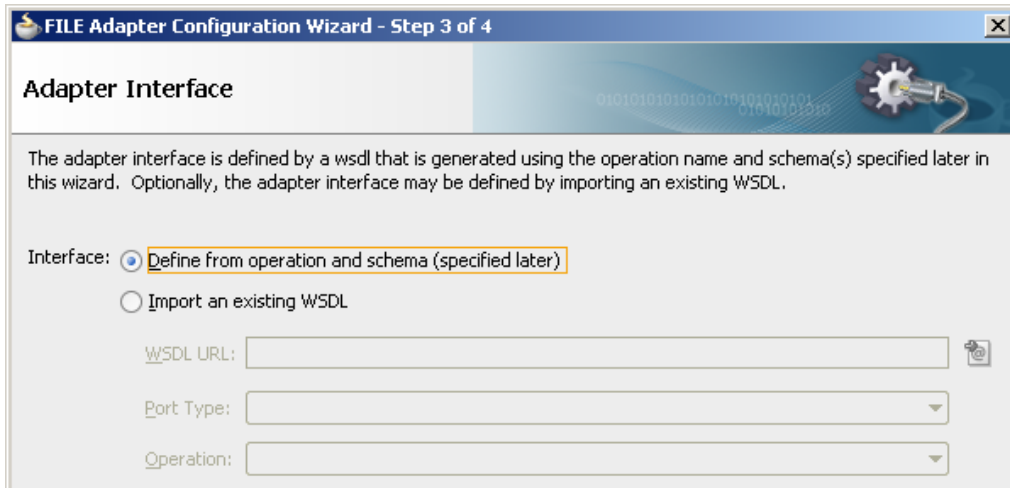 FILE Adapter Configuration Wizard - Step 3 of 4
Adapter Interface
0101010101010101010101010101
01010101010
The adapter interface is defined by a wsdl that is generated using the operation name and schema(s) specified later in
this wizard.  Optionally, the adapter interface may be defined by importing an existing WSDL.
Interface: Define from operation and schema (specified later)
Import an existing WSDL
WSDL URL:
Port Type:
Operation: